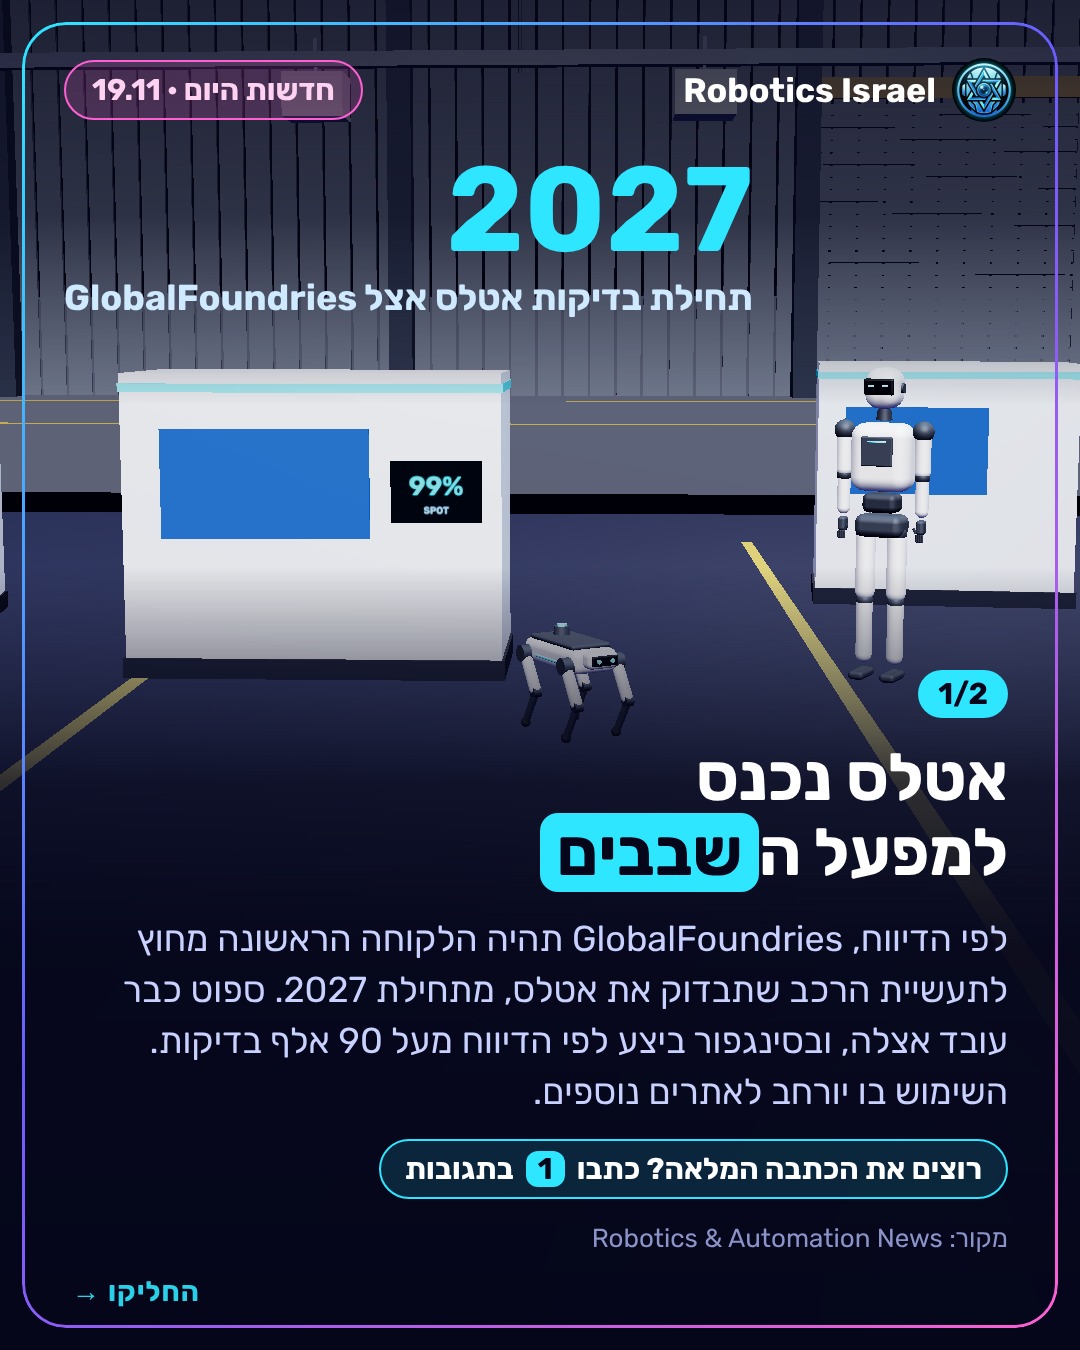 Robotics Israel
חדשות היום • 19.11
2027
תחילת בדיקות אטלס אצל GlobalFoundries
99%
SPOT
1/2
אטלס נכנס
למפעל השבבים
לפי הדיווח, GlobalFoundries תהיה הלקוחה הראשונה מחוץ
לתעשיית הרכב שתבדוק את אטלס, מתחילת 2027. ספוט כבר
עובד אצלה, ובסינגפור ביצע לפי הדיווח מעל 90 אלף בדיקות.
השימוש בו יורחב לאתרים נוספים.
רוצים את הכתבה המלאה? כתבו 1 בתגובות
מקור: Robotics & Automation News
החליקו →